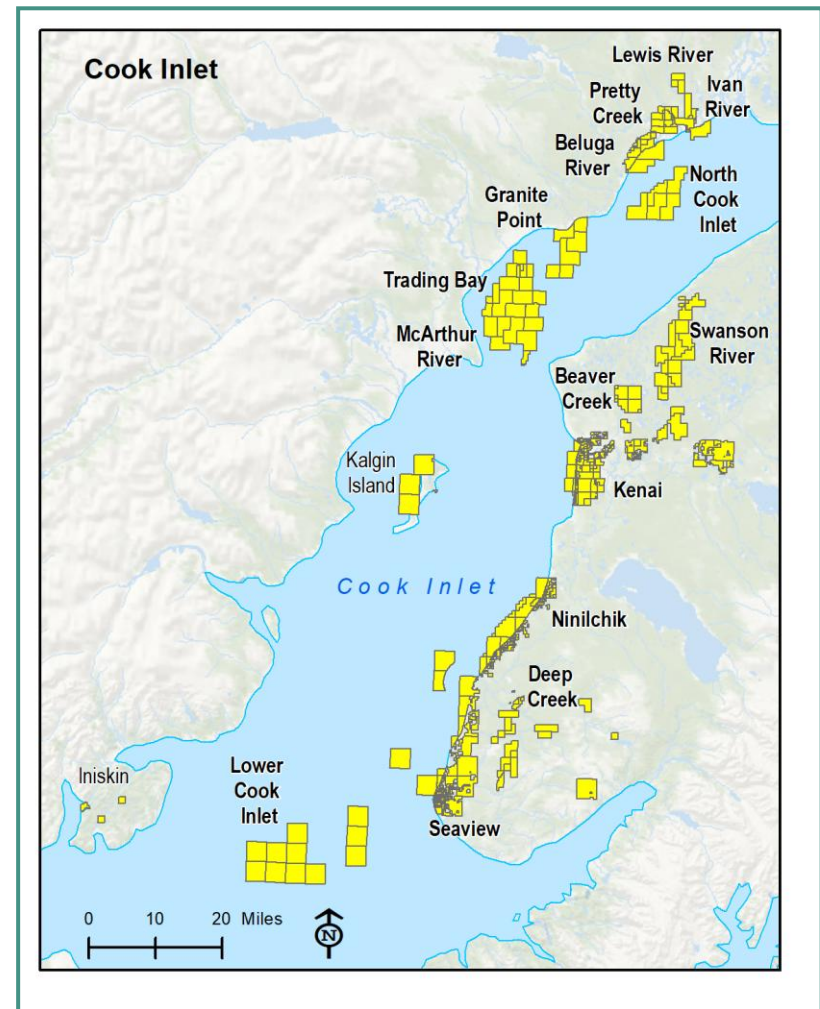 Cook Inlet
Lewis River
Pretty
Creek
Ivan
River
Beluga
River
North
Cook
Inlet
Granite
Point
Trading Bay
McArthur
River
Swanson
River
Beaver
Creek
Kalgin
Island
Kenai
Cook Inlet
Ninilchik
Deep
Creek
Iniskin
Lower
Cook
Inlet
Seaview
0 10 20 Miles
N